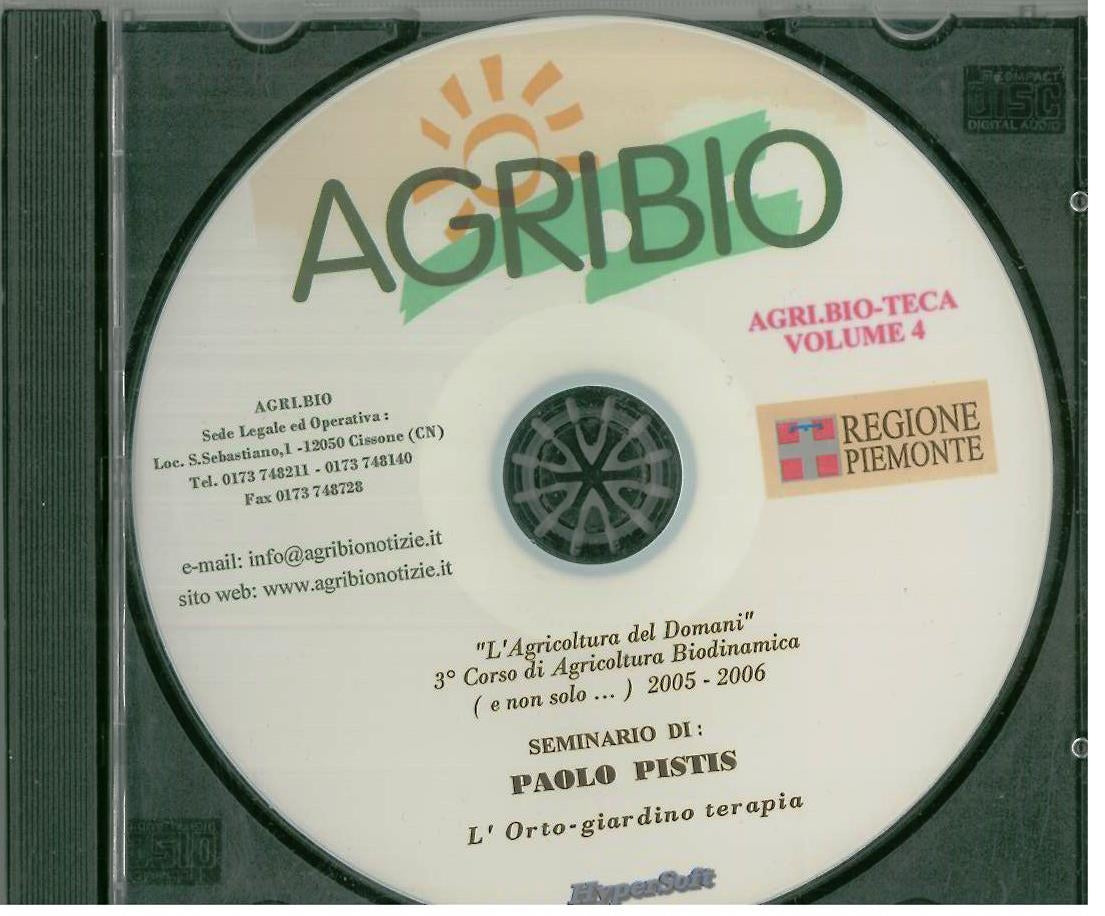 COMPACT
DISC
DIGITAL AUDIO
AGRI.BIO
AGRI.BIO-TECA
VOLUME 4
REGIONE
PIEMONTE
AGRI.BIO
Sede Legale ed Operativa :
Loc. S.Sebastiano,1 -12050 Cissone (CN)
Tel. 0173 748211 - 0173 748140
Fax 0173 748728
e-mail: info@agribionotizie.it
sito web: www.agribionotizie.it
"L'Agricoltura del Domani"
3° Corso di Agricoltura Biodinamica
( e non solo ... ) 2005 - 2006
SEMINARIO DI :
PAOLO PISTIS
L' Orto-giardino terapia
HyperSoft